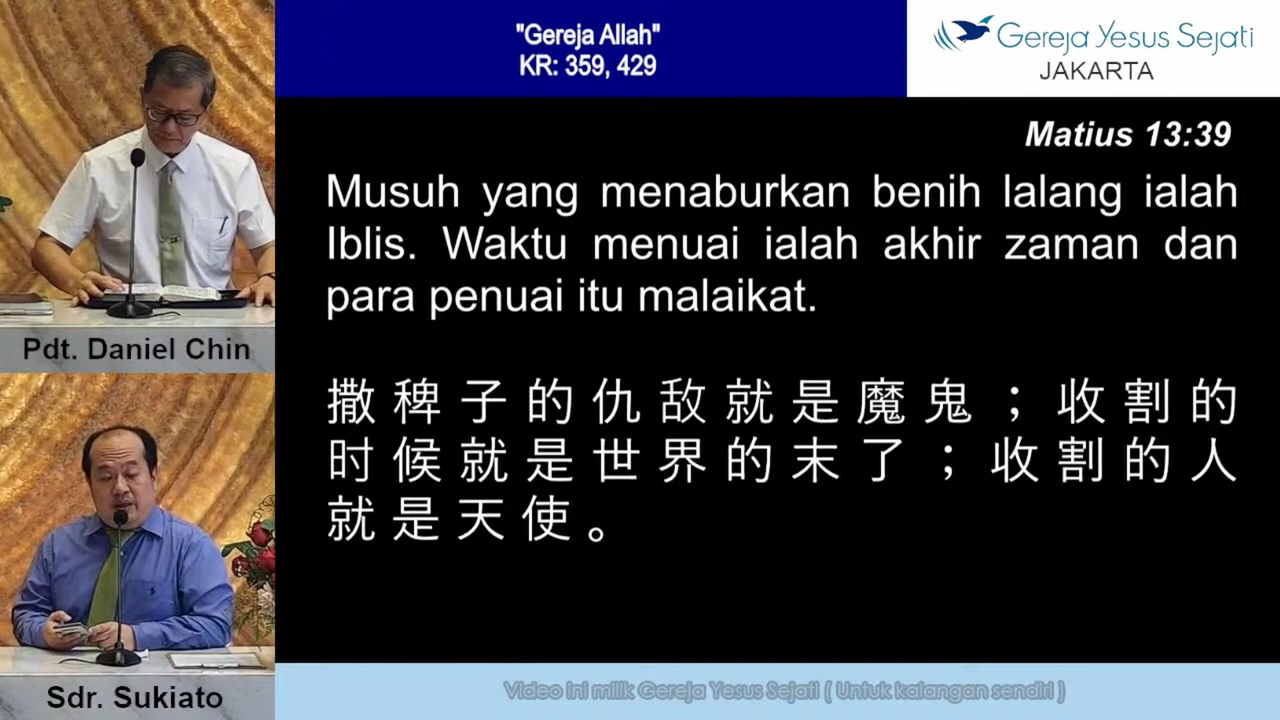 "Gereja Allah"
KR: 359, 429
Gereja Yesus Sejati
JAKARTA
Matius 13:39
Musuh yang menaburkan benih lalang ialah
Iblis. Waktu menuai ialah akhir zaman dan
para penuai itu malaikat.
撒稗子的仇敌就是魔鬼；收割的
时候就是世界的末了；收割的人
就是天使。
Pdt. Daniel Chin
Sdr. Sukiato
Video ini milik Gereja Yesus Sejati ( Untuk kalangan sendiri )